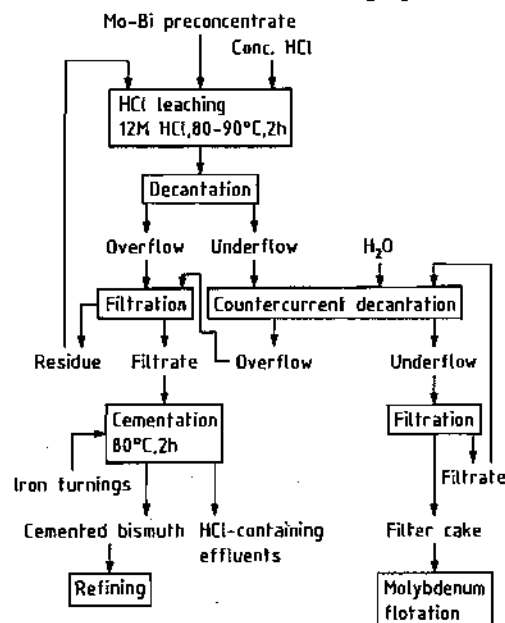 Mo-Bi preconcentrate
Conc. HCl
HCl leaching
12M HCl,80-90°C,2h
Decantation
Overflow Underflow H₂O
Filtration Countercurrent decantation
Residue Filtrate Overflow Underflow
Cementation
80°C,2h
Filtration
Iron turnings Filtrate
Cemented bismuth HCl-containing
effluents
Filter cake
Refining
Molybdenum
flotation